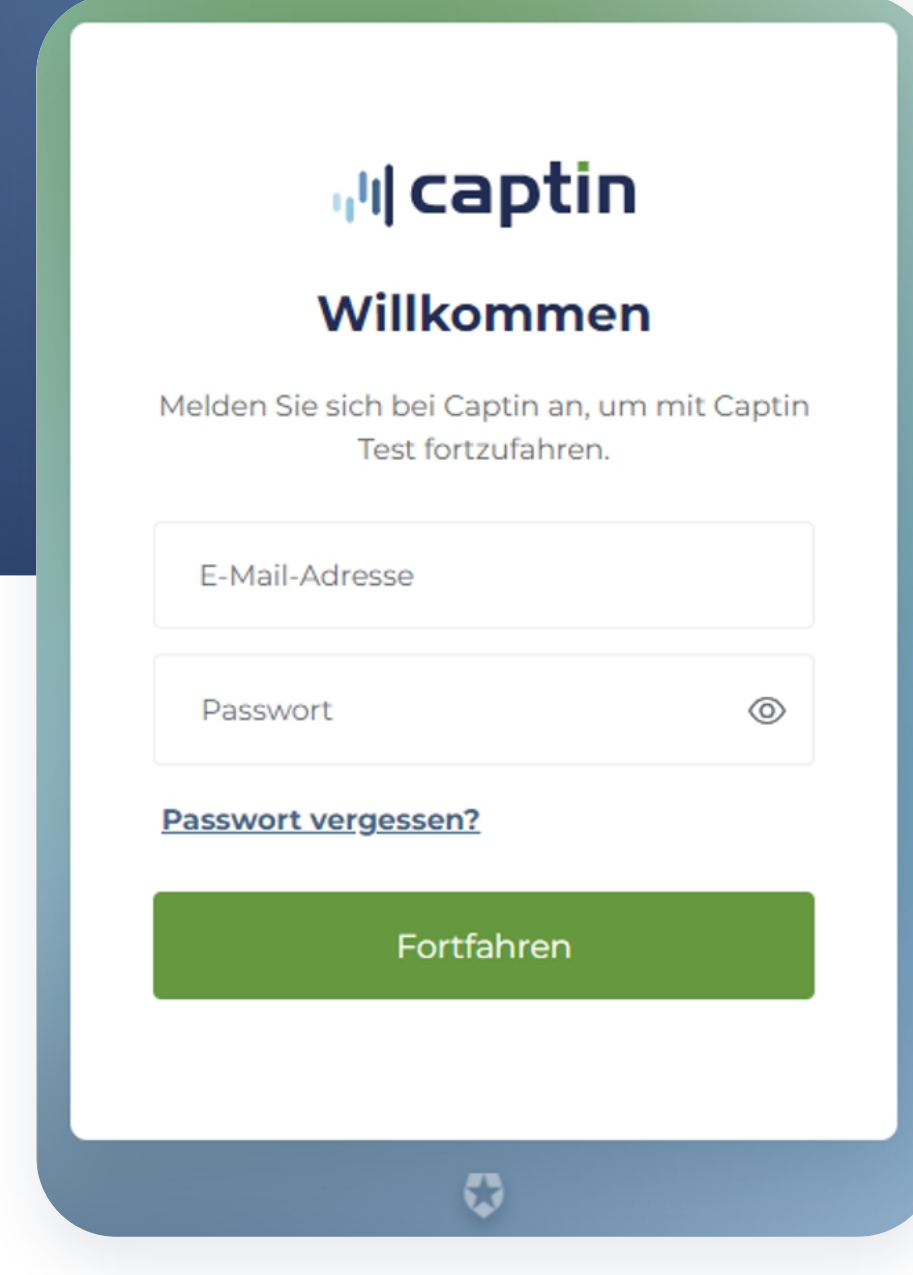 captin
Willkommen
Melden Sie sich bei Captin an, um mit Captin
Test fortzufahren.
E-Mail-Adresse
Passwort
Passwort vergessen?
Fortfahren